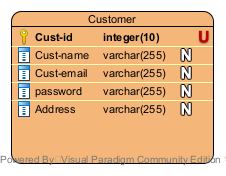 Customer
Cust-id integer(10) U
Cust-name varchar(255) N
Cust-email varchar(255) N
password varchar(255) N
Address varchar(255) N
Powered By Visual Paradigm Community Edition